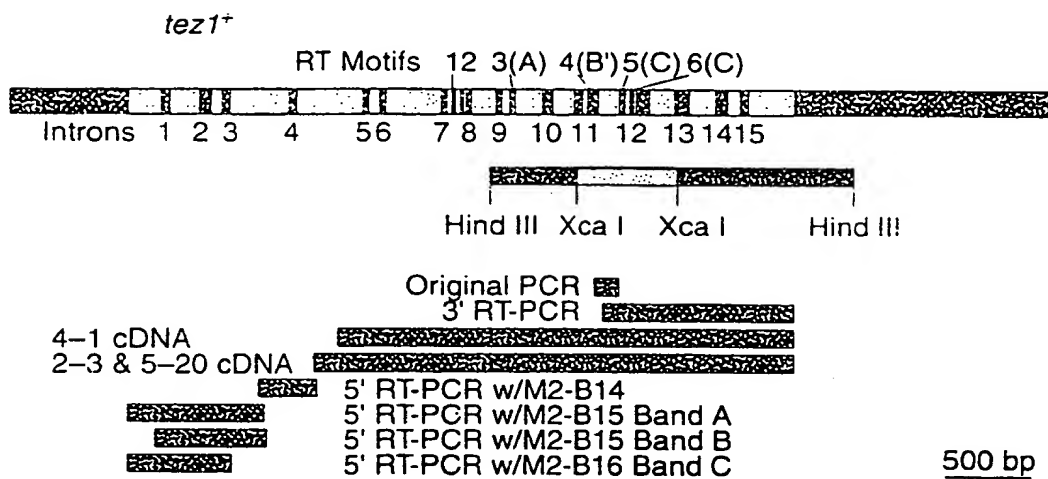 tez1+
RT Motifs 12 3(A) 4(B') 5(C) 6(C)
Introns 1 2 3 4 5 6 7 8 9 10 11 12 13 14 15
Hind III Xca I Xca I Hind III
Original PCR
3' RT-PCR
4-1 cDNA
2-3 & 5-20 cDNA
5' RT-PCR w/M2-B14
5' RT-PCR w/M2-B15 Band A
5' RT-PCR w/M2-B15 Band B
5' RT-PCR w/M2-B16 Band C
500 bp